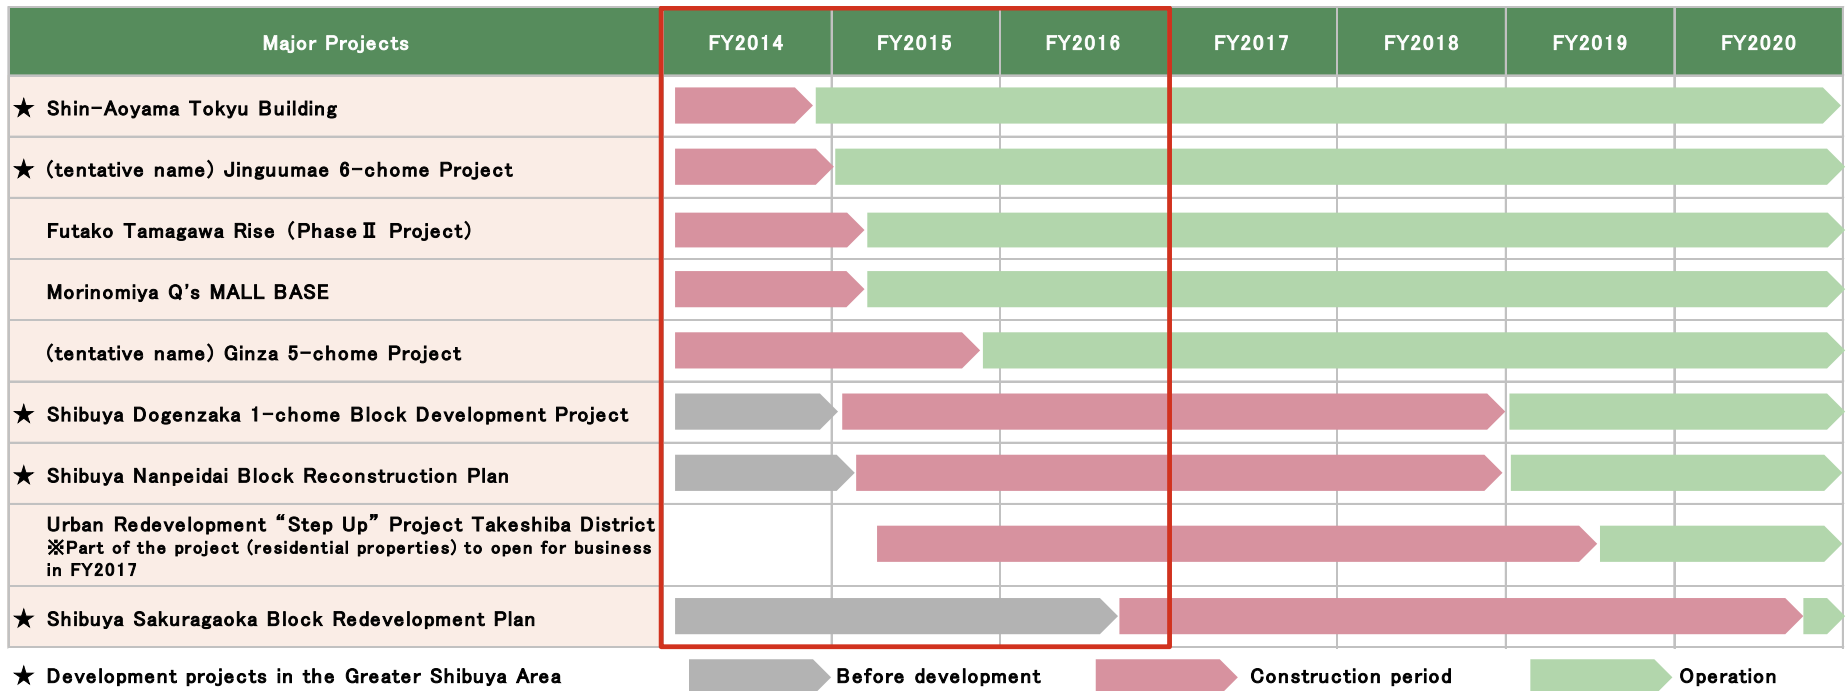 Major Projects FY2014 FY2015 FY2016 FY2017 FY2018 FY2019 FY2020
★ Shin-Aoyama Tokyu Building
★ (tentative name) Jinguumae 6-chome Project
Futako Tamagawa Rise (PhaseⅡ Project)
Morinomiya Q's MALL BASE
(tentative name) Ginza 5-chome Project
★ Shibuya Dogenzaka 1-chome Block Development Project
★ Shibuya Nanpeidai Block Reconstruction Plan
Urban Redevelopment “Step Up” Project Takeshiba District
※Part of the project (residential properties) to open for business
in FY2017
★ Shibuya Sakuragaoka Block Redevelopment Plan
★ Development projects in the Greater Shibuya Area Before development Construction period Operation